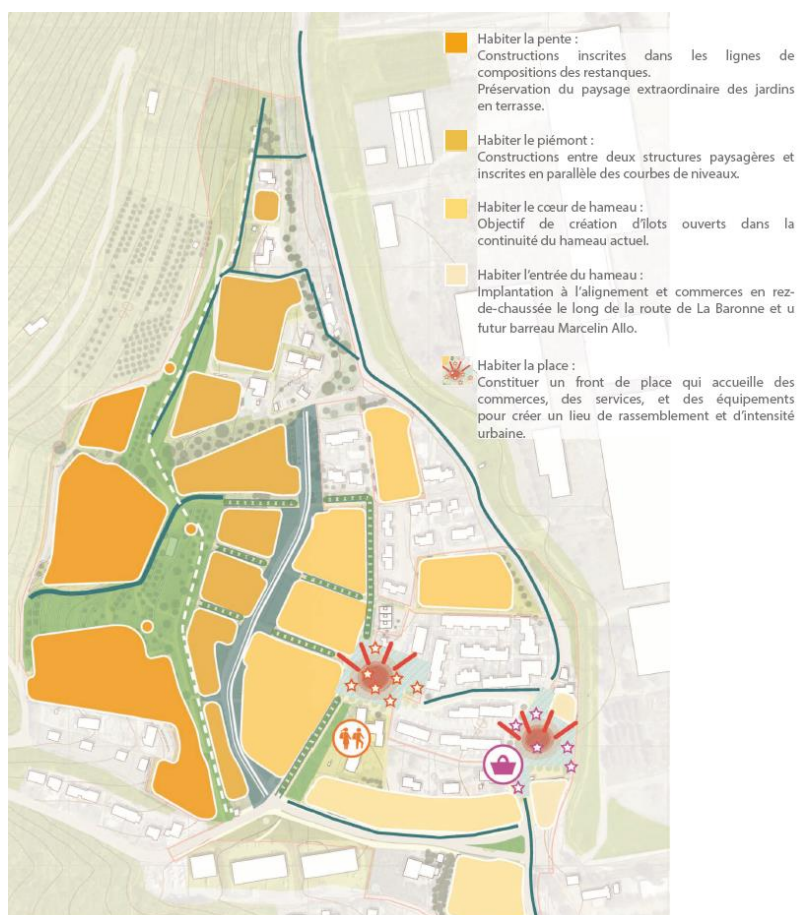 Habiter la pente :
Constructions inscrites dans les lignes de
compositions des restanques.
Préservation du paysage extraordinaire des jardins
en terrasse.
Habiter le piémont :
Constructions entre deux structures paysagères et
inscrites en parallèle des courbes de niveaux.
Habiter le cœur de hameau :
Objectif de création d'îlots ouverts dans la
continuité du hameau actuel.
Habiter l'entrée du hameau :
Implantation à l'alignement et commerces en rez-
de-chaussée le long de la route de La Baronne et u
futur barreau Marcelin Allo.
Habiter la place :
Constituer un front de place qui accueille des
commerces, des services, et des équipements
pour créer un lieu de rassemblement et d'intensité
urbaine.